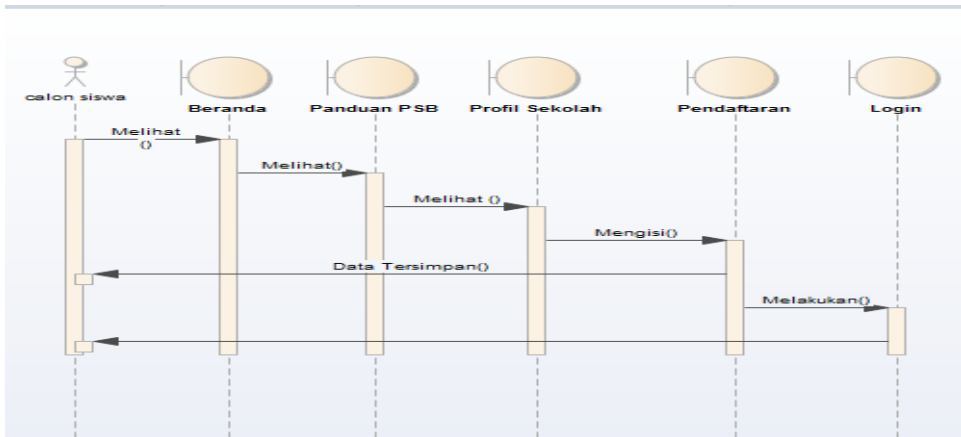 calon siswa
Beranda
Panduan PSB
Profil Sekolah
Pendaftaran
Login
Melihat
()
Melihat()
Melihat ()
Mengisi()
Data Tersimpan()
Melakukan()